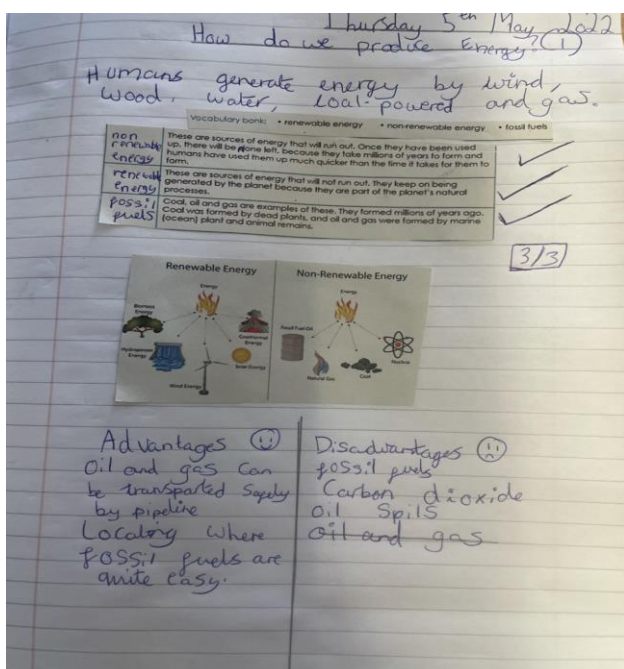 Thursday 5th May 2022
How do we produce Energy? (1)
Humans generate energy by wind,
wood, water, coal-powered and gas.
Vocabulary bank: • renewable energy • non-renewable energy • fossil fuels
non
renewable
energy
These are sources of energy that will run out. Once they have been used
up, there will be none left, because they take millions of years to form and
humans have used them up much quicker than the time it takes for them to
form.
renewable
energy
These are sources of energy that will not run out. They keep on being
generated by the planet because they are part of the planet's natural
processes.
fossil
fuels
Coal, oil and gas are examples of these. They formed millions of years ago.
Coal was formed by dead plants, and oil and gas were formed by marine
(ocean) plant and animal remains.
3/3
Renewable Energy
Energy
Biomass
Energy
Geothermal
Energy
Hydropower
Energy
Solar Energy
Wind Energy
Non-Renewable Energy
Energy
Fossil Fuel Oil
Nuclear
Natural Gas
Coal
Advantages
Oil and gas can
be transported safely
by pipeline
Locating where
fossil fuels are
quite easy.
Disadvantages
fossil fuels
Carbon dioxide
oil Spils
oil and gas